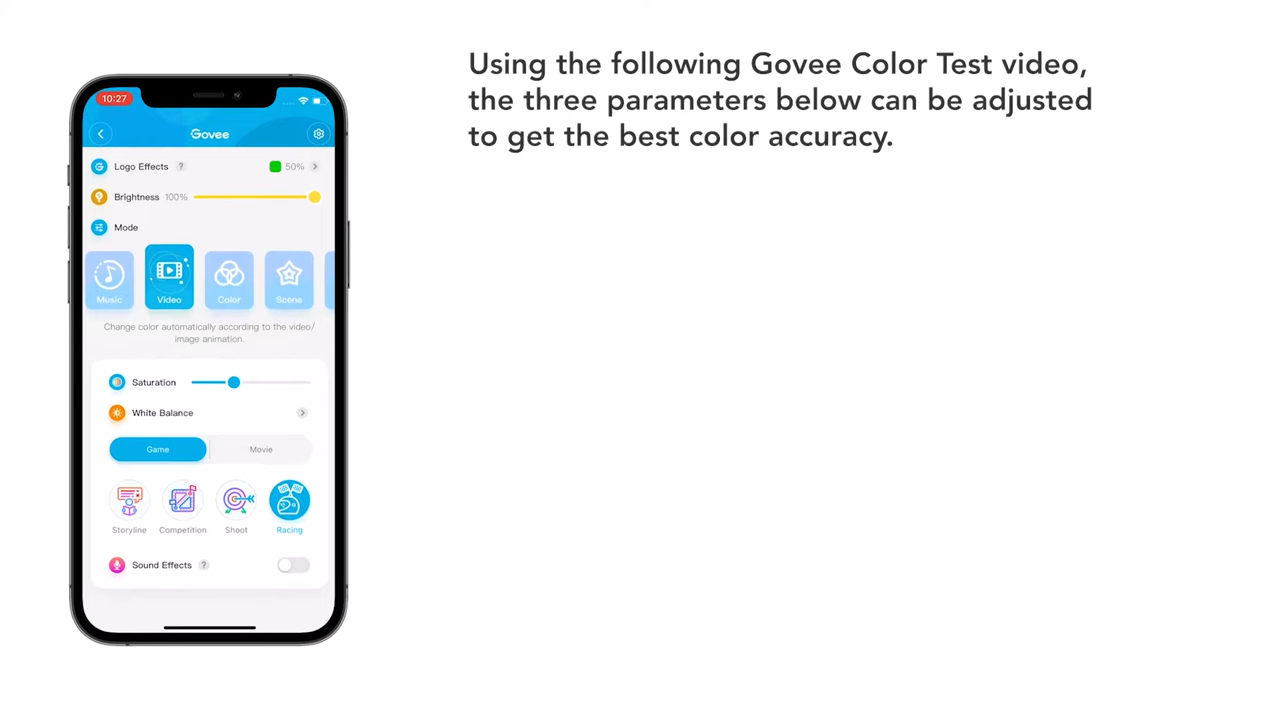 Using the following Govee Color Test video,
the three parameters below can be adjusted
to get the best color accuracy.
10:27
Govee
Logo Effects ? 50%
Brightness 100%
Mode
Music Video Color Scene
Change color automatically according to the video/
image animation.
Saturation
White Balance
Game Movie
Storyline Competition Shoot Racing
Sound Effects ?